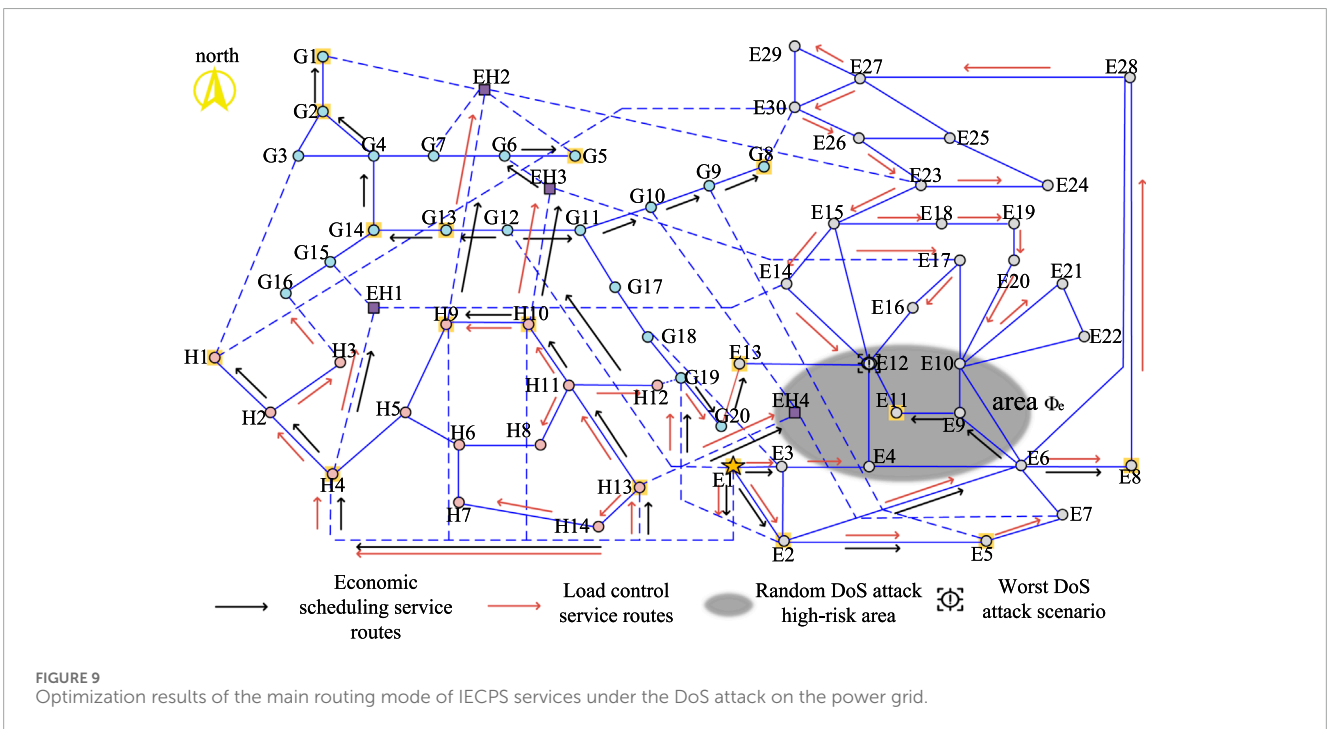 north
G1
E29
E27
E28
EH2
G2
E30
G3
G4
G7
G6
G5
E26
E25
G8
EH3
G9
E23
E24
G10
G14
G13
G12
G11
E15
E18
E19
G15
G16
E14
E17
E20
E21
EH1
G17
E16
H9
H10
G18
E22
H1
H3
E13
E12
E10
G19
H11
H12
EH4
E11
area Φe
H2
H5
G20
E9
H6
H8
E1
E3
E4
E6
E8
H4
H13
H7
H14
E7
E2
E5
Economic
scheduling service
routes
Load control
service routes
Random DoS attack
high-risk area
Worst DoS
attack scenario
FIGURE 9
Optimization results of the main routing mode of IECPS services under the DoS attack on the power grid.